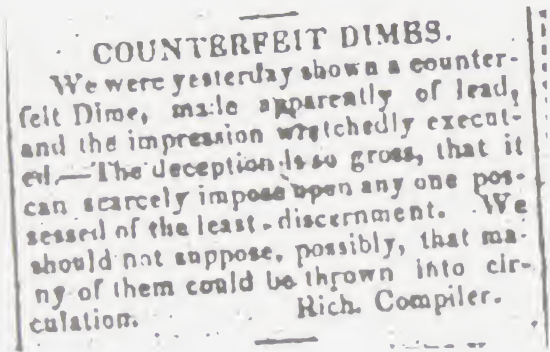 COUNTERFEIT DIMES.
We were yesterday shown a counter-
feit Dime, made apparently of lead,
and the impression wretchedly execut-
ed.—The deception is so gross, that it
can scarcely impose upon any one pos-
sessed of the least discernment. We
should not suppose, possibly, that ma-
ny of them could be thrown into cir-
culation. Rich. Compiler.